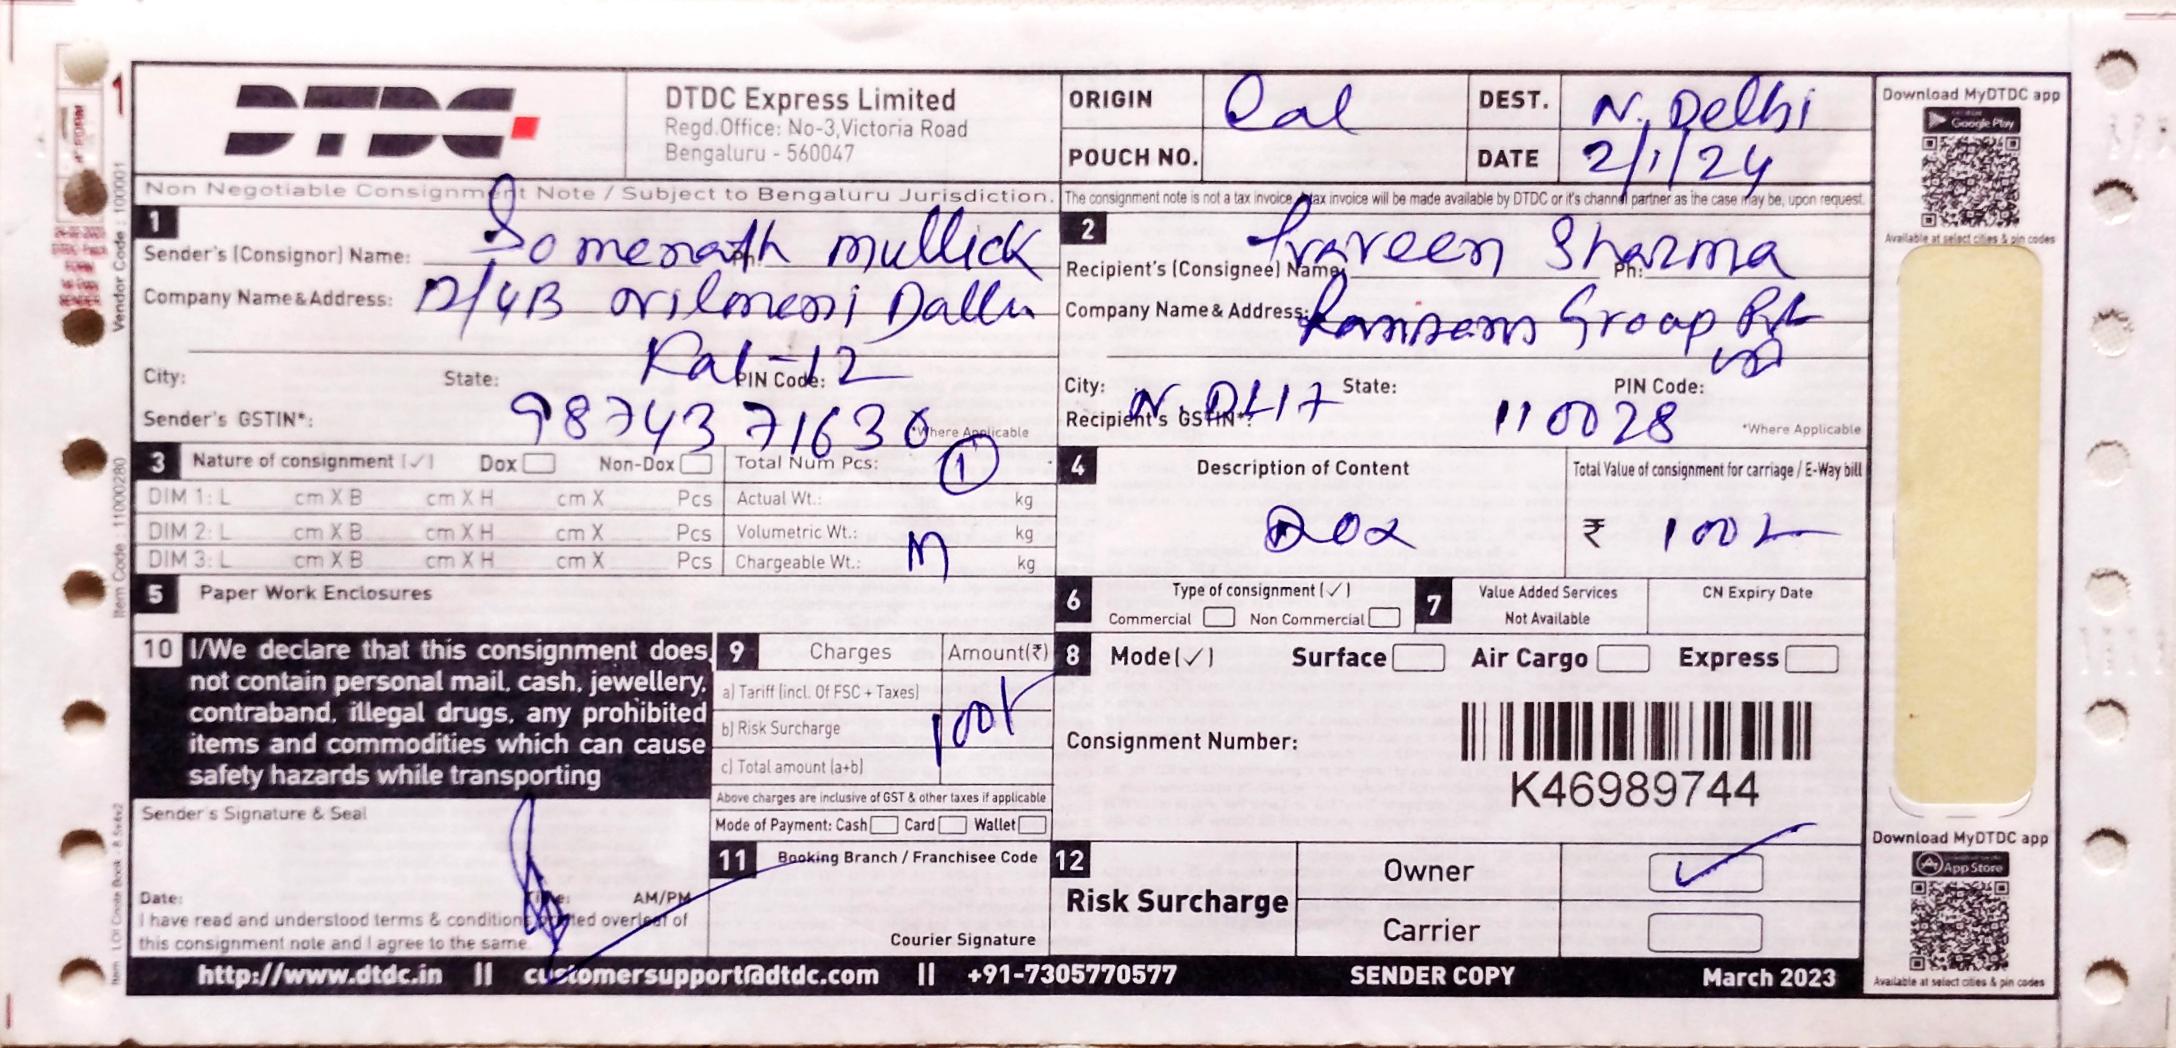 DTDC
DTDC Express Limited
Regd.Office: No-3,Victoria Road
Bengaluru - 560047
ORIGIN Cal DEST. N. Delhi
POUCH NO. DATE 2/1/24
Non Negotiable Consignment Note / Subject to Bengaluru Jurisdiction.
The consignment note is not a tax invoice. A tax invoice will be made available by DTDC or it's channel partner as the case may be, upon request.
1
Sender's (Consignor) Name: Somenath Mullick Ph:
Company Name & Address: 12/4B
Kal-12
City: State: PIN Code:
Sender's GSTIN*: 9874371630 *Where Applicable
2
Recipient's (Consignee) Name: Praveen Sharma Ph:
Company Name & Address: Group Pvt
Ltd
City: State: PIN Code:
Recipient's GSTIN*: 110028 *Where Applicable
3 Nature of consignment (✓) Dox Non-Dox Total Num Pcs: 1
DIM 1: L cm X B cm X H cm X Pcs Actual Wt.: kg
DIM 2: L cm X B cm X H cm X Pcs Volumetric Wt.: kg
DIM 3: L cm X B cm X H cm X Pcs Chargeable Wt.: kg
4 Description of Content Total Value of consignment for carriage / E-Way bill
Dox ₹ 100
5 Paper Work Enclosures
6 Type of consignment (✓)
Commercial Non Commercial
7 Value Added Services
Not Available
CN Expiry Date
10 I/We declare that this consignment does
not contain personal mail, cash, jewellery,
contraband, illegal drugs, any prohibited
items and commodities which can cause
safety hazards while transporting
9 Charges Amount(₹)
a) Tariff (incl. Of FSC + Taxes)
b) Risk Surcharge 100
c) Total amount (a+b)
Above charges are inclusive of GST & other taxes if applicable
Mode of Payment: Cash Card Wallet
8 Mode (✓) Surface Air Cargo Express
Consignment Number:
K46989744
Sender's Signature & Seal
Date: Time: AM/PM
I have read and understood terms & conditions printed overleaf of
this consignment note and I agree to the same.
11 Booking Branch / Franchisee Code
Courier Signature
12 Risk Surcharge
Owner ✓
Carrier
http://www.dtdc.in || customersupport@dtdc.com || +91-7305770577 SENDER COPY March 2023
Download MyDTDC app
Google Play
Available at select cities & pin codes
Download MyDTDC app
App Store
Available at select cities & pin codes
1
Vendor Code : 100001
Item Code : 11000280